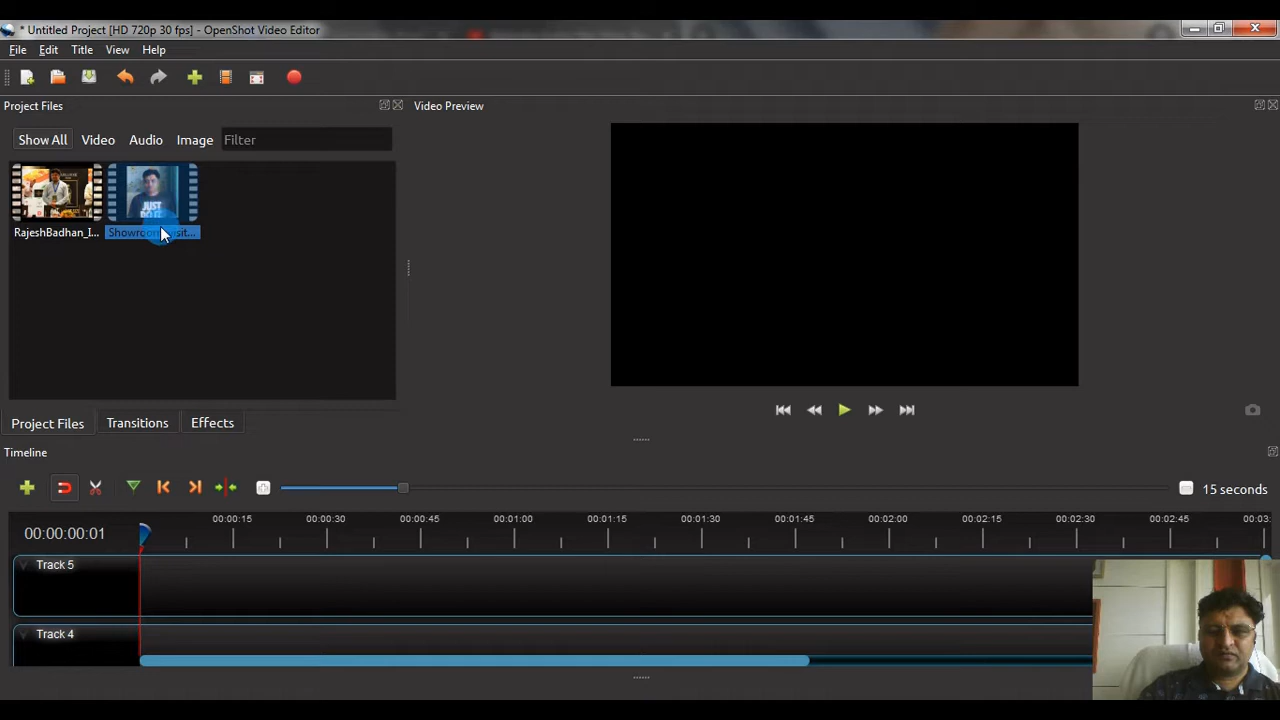 * Untitled Project [HD 720p 30 fps] - OpenShot Video Editor
File Edit Title View Help
Project Files
Video Preview
Show All Video Audio Image Filter
JUST
RajeshBadhan_I...
Project Files Transitions Effects
Timeline
15 seconds
00:00:00:01
00:00:15 00:00:30 00:00:45 00:01:00 00:01:15 00:01:30 00:01:45 00:02:00 00:02:15 00:02:30 00:02:45 00:03:
Track 5
Track 4